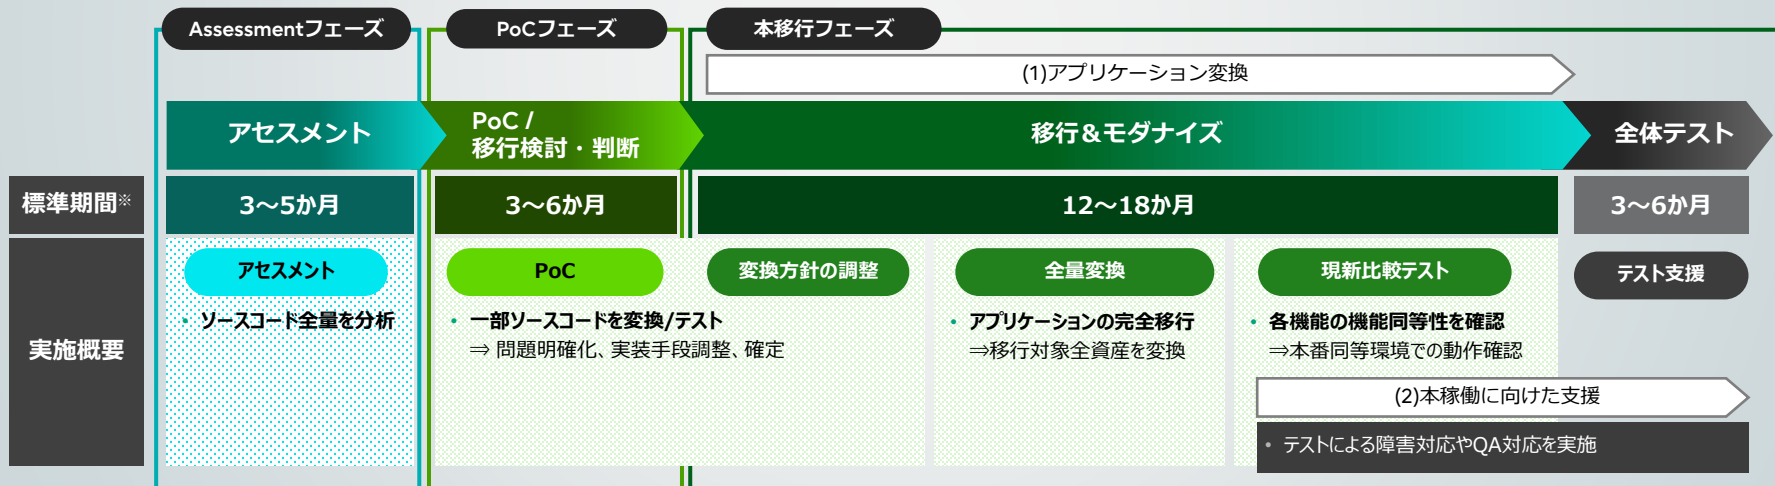 Assessmentフェーズ
PoCフェーズ
本移行フェーズ
(1)アプリケーション変換
アセスメント
PoC /
移行検討・判断
移行&モダナイズ
全体テスト
標準期間※
3～5か月
3～6か月
12～18か月
3～6か月
実施概要
アセスメント
• ソースコード全量を分析
PoC
変換方針の調整
• 一部ソースコードを変換/テスト
⇒ 問題明確化、実装手段調整、確定
全量変換
• アプリケーションの完全移行
⇒移行対象全資産を変換
現新比較テスト
• 各機能の機能同等性を確認
⇒本番同等環境での動作確認
テスト支援
(2)本稼働に向けた支援
• テストによる障害対応やQA対応を実施